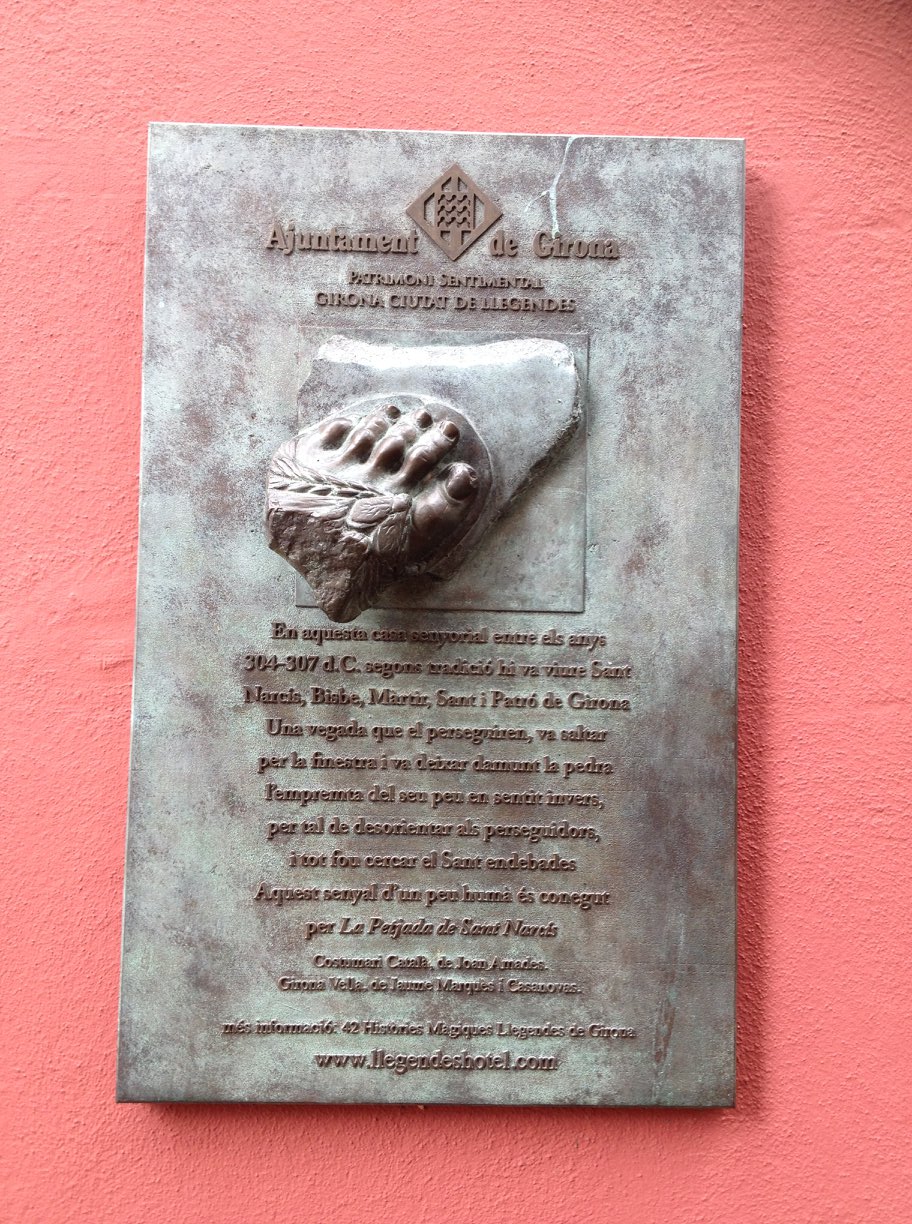 Ajuntament de Girona
PATRIMONI SENTIMENTAL
GIRONA CIUTAT DE LLEGENDES
En aquesta casa senyorial entre els anys
304-307 d.C. segons tradició hi va viure Sant
Narcís, Bisbe, Màrtir, Sant i Patró de Girona
Una vegada que el perseguiren, va saltar
per la finestra i va deixar damunt la pedra
l'empremta del seu peu en sentit invers,
per tal de desorientar als perseguidors,
i tot fou cercar el Sant endebades
Aquest senyal d'un peu humà és conegut
per La Petjada de Sant Narcís
Costumari Català, de Joan Amades.
Girona Vella, de Jaume Marquès i Casanovas.
més informació: 42 Històries Màgiques Llegendes de Girona
www.llegendeshotel.com